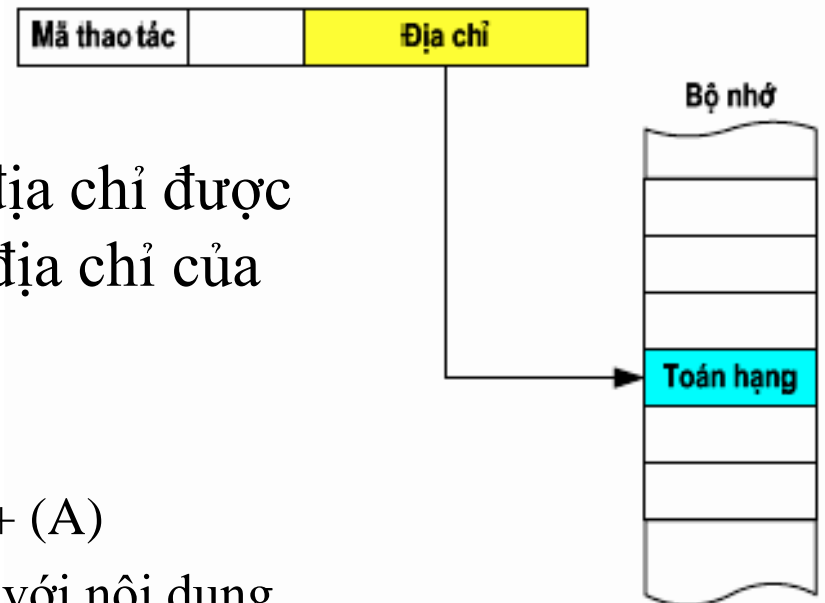 Mã thao tác Địa chỉ
Bộ nhớ
địa chỉ được
địa chỉ của
Toán hạng
+ (A)
với nội dung